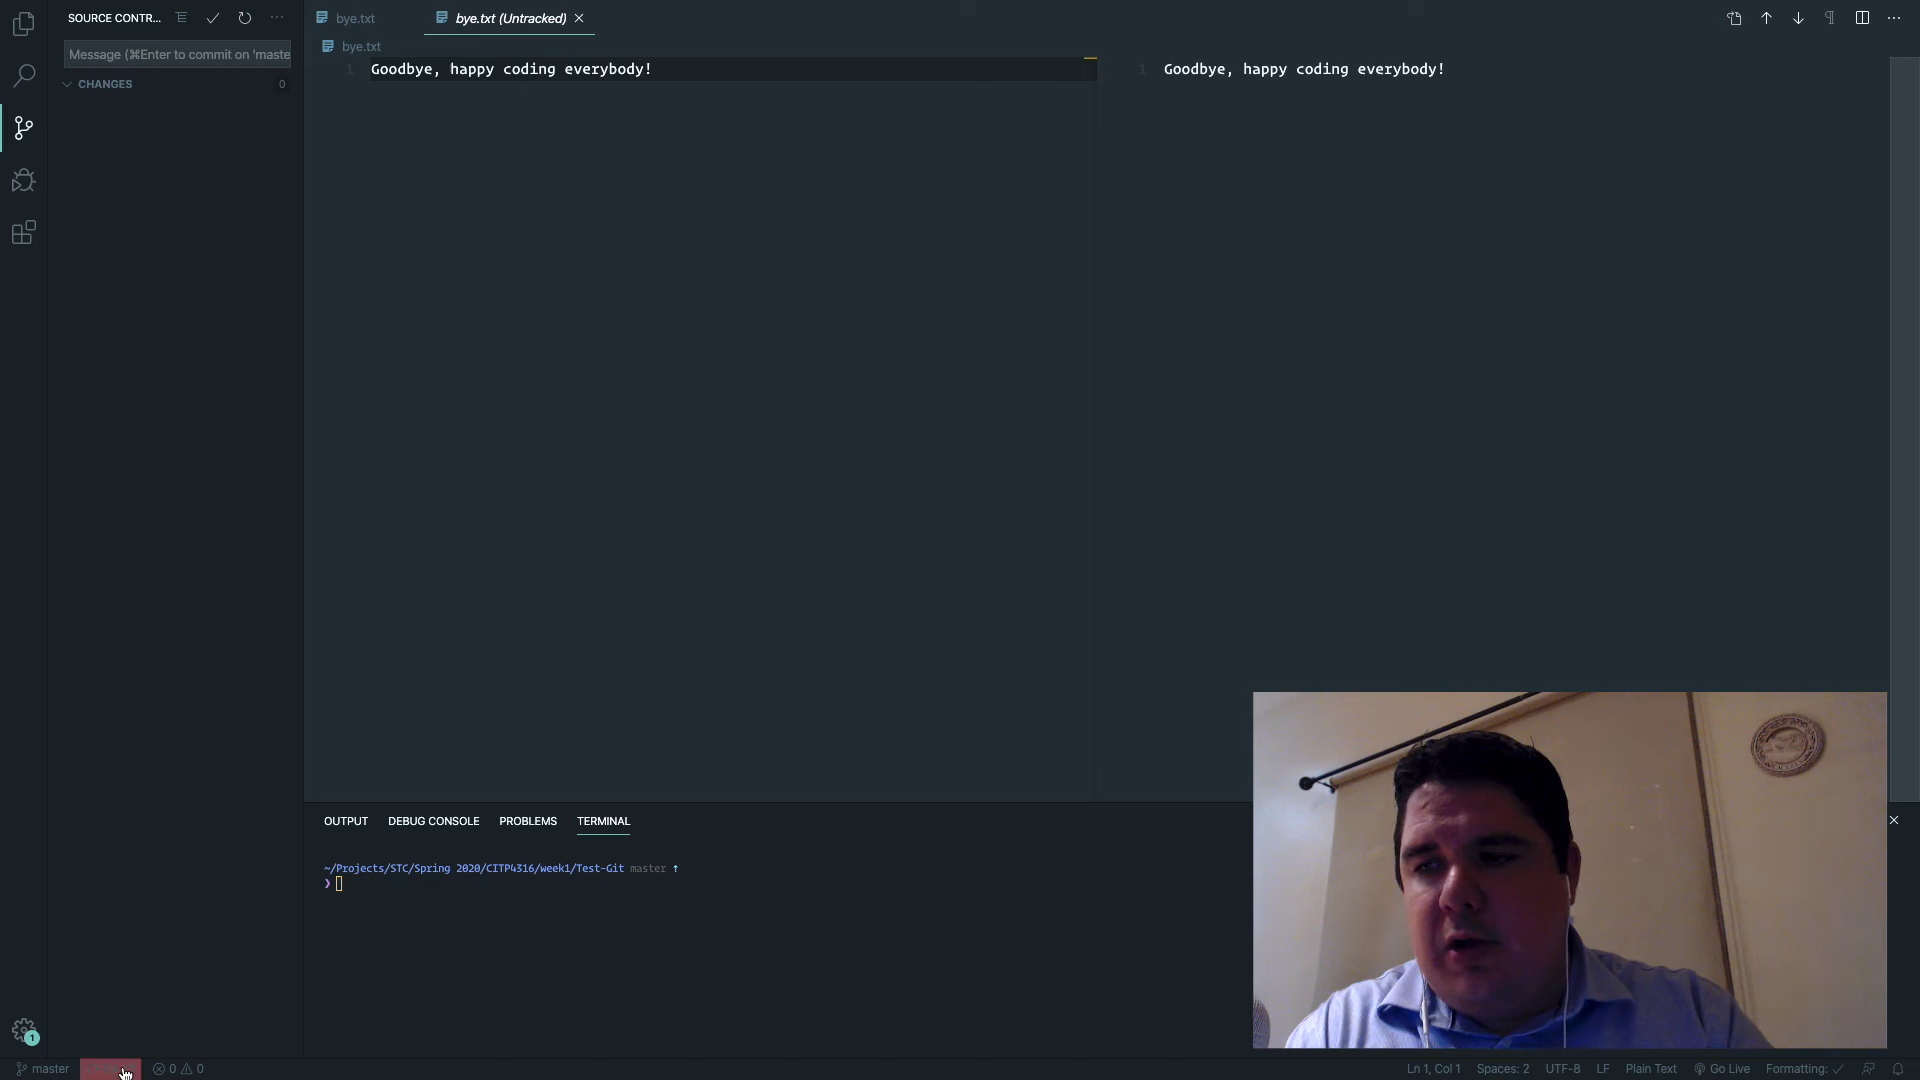 SOURCE CONTR...
bye.txt
bye.txt (Untracked)
Message (⌘Enter to commit on 'maste
bye.txt
CHANGES
0
1 Goodbye, happy coding everybody!
1 Goodbye, happy coding everybody!
OUTPUT DEBUG CONSOLE PROBLEMS TERMINAL
~/Projects/STC/Spring 2020/CITP4316/week1/Test-Git master ↑
❯
1
master
0 0
Ln 1, Col 1 Spaces: 2 UTF-8 LF Plain Text Go Live Formatting: ✓